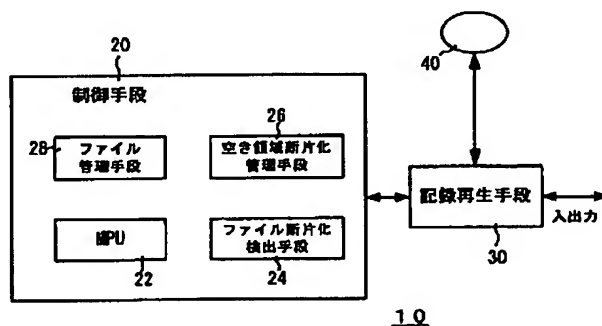 20
制御手段
28
ファイル
管理手段
26
空き領域断片化
管理手段
MPU
22
ファイル断片化
検出手段
24
40
記録再生手段
30
入出力
10